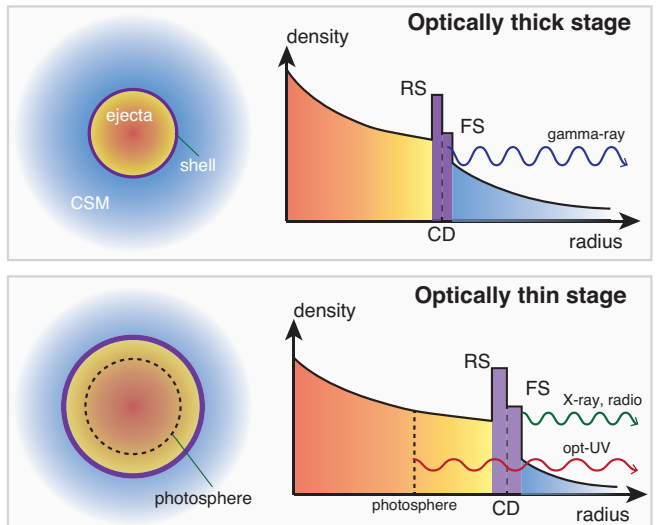 Optically thick stage
density
RS
FS
gamma-ray
ejecta
shell
CSM
CD
radius
Optically thin stage
density
RS
FS
X-ray, radio
opt-UV
photosphere
photosphere
CD
radius